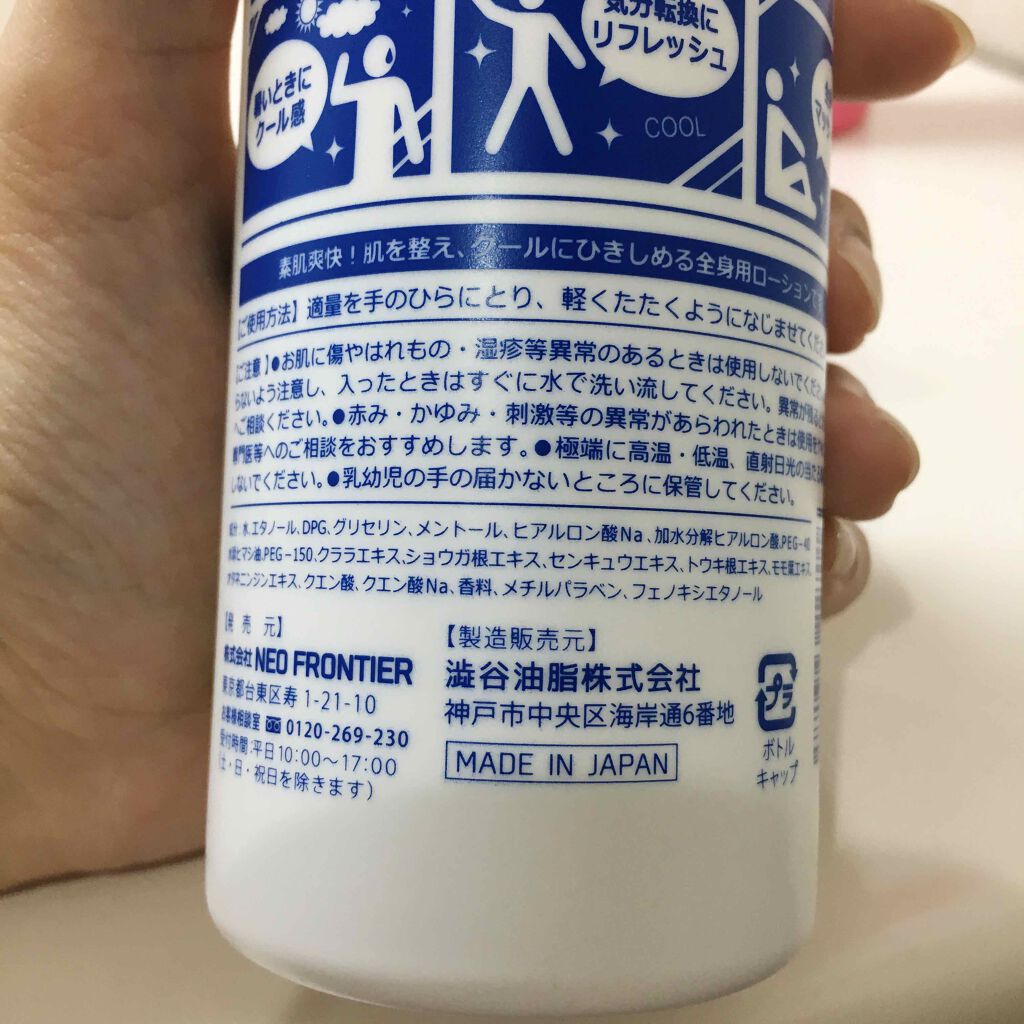 暑いときに
クール感
気分転換に
リフレッシュ
COOL
素肌爽快！肌を整え、クールにひきしめる全身用ローション
【ご使用方法】適量を手のひらにとり、軽くたたくようになじませてくだ
【ご注意】●お肌に傷やはれもの・湿疹等異常のあるときは使用しないでくだ
らないよう注意し、入ったときはすぐに水で洗い流してください。異常が残る
へご相談ください。●赤み・かゆみ・刺激等の異常があらわれたときは使用を
専門医等へのご相談をおすすめします。●極端に高温・低温、直射日光の当たる
しないでください。●乳幼児の手の届かないところに保管してください。
成分:水、エタノール、DPG、グリセリン、メントール、ヒアルロン酸Na、加水分解ヒアルロン酸、PEG-40
水添ヒマシ油、PEG-150、クララエキス、ショウガ根エキス、センキュウエキス、トウキ根エキス、モモ葉エキス、
オタネニンジンエキス、クエン酸、クエン酸Na、香料、メチルパラベン、フェノキシエタノール
【発売元】
株式会社 NEO FRONTIER
東京都台東区寿 1-21-10
お客様相談室 0120-269-230
受付時間:平日10:00～17:00
(土・日・祝日を除きます)
【製造販売元】
澁谷油脂株式会社
神戸市中央区海岸通6番地
MADE IN JAPAN
プラ
ボトル
キャップ